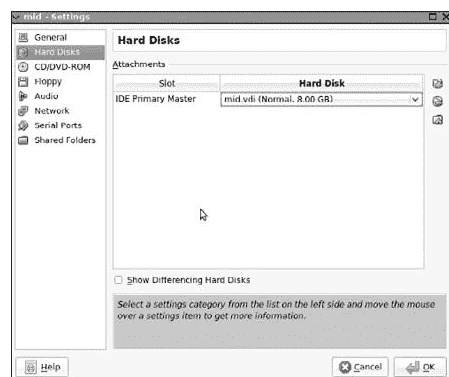 mid - Settings
General
Hard Disks
CD/DVD-ROM
Floppy
Audio
Network
Serial Ports
Shared Folders
Hard Disks
Attachments
Slot Hard Disk
IDE Primary Master mid.vdi (Normal, 8.00 GB)
Show Differencing Hard Disks
Select a settings category from the list on the left side and move the mouse
over a settings item to get more information.
Help Cancel OK